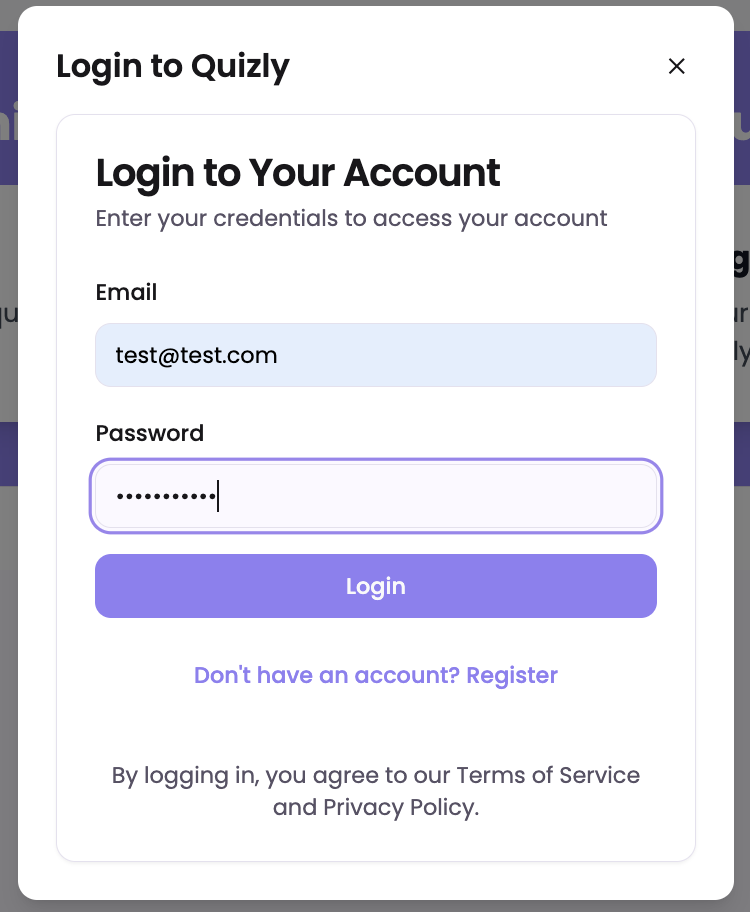 Login to Quizly
Login to Your Account
Enter your credentials to access your account
Email
test@test.com
Password
•••••••••••
Login
Don't have an account? Register
By logging in, you agree to our Terms of Service
and Privacy Policy.